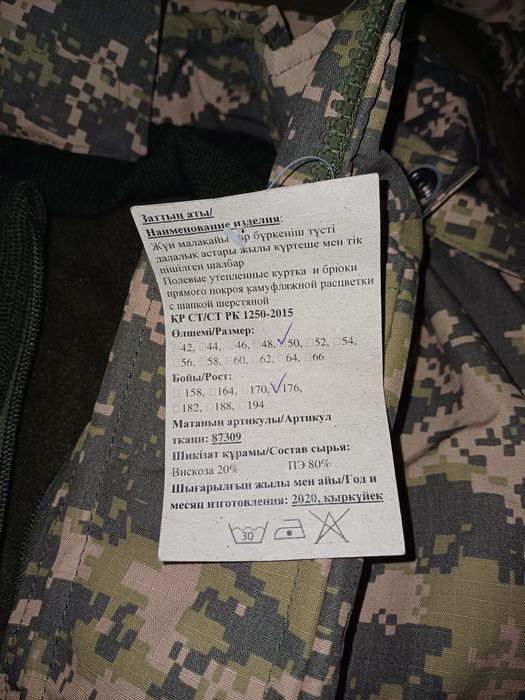 Заттың аты/
Наименование изделия:
Жүн малақайы бар бүркеніш түсті
далалық астары жылы күртеше мен тік
пішілген шалбар
Полевые утепленные куртка и брюки
прямого покроя камуфляжной расцветки
с шапкой шерстяной
ҚР СТ/СТ РК 1250-2015
Өлшемі/Размер:
□42, □44, □46, □48, ✓50, □52, □54,
□56, □58, □60, □62, □64, □66
Бойы/Рост:
□158, □164, □170, ✓176,
□182, □188, □194
Матаның артикулы/Артикул
ткани: 87309
Шикізат құрамы/Состав сырья:
Вискоза 20% ПЭ 80%
Шығарылған жылы мен айы/Год и
месяц изготовления: 2020, қыркүйек
30